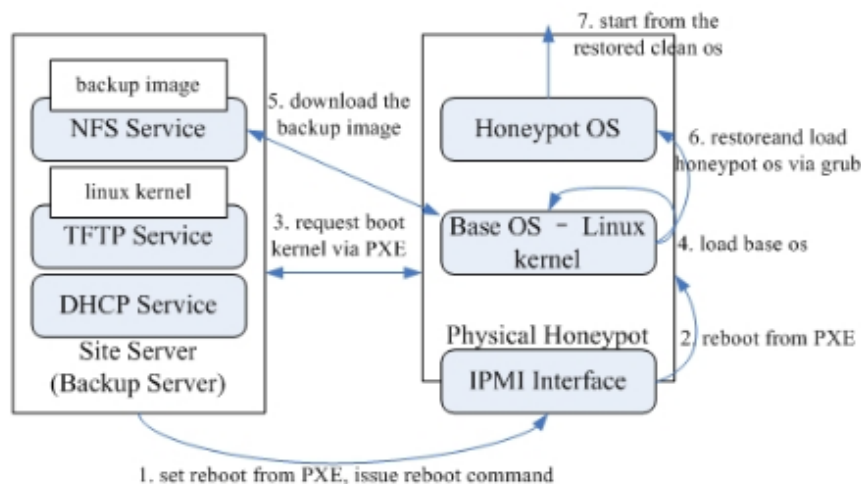 backup image
NFS Service
linux kernel
TFTP Service
DHCP Service
Site Server
(Backup Server)
5. download the
backup image
3. request boot
kernel via PXE
7. start from the
restored clean os
Honeypot OS
6. restoreand load
honeypot os via grub
Base OS - Linux
kernel
4. load base os
Physical Honeypot
2. reboot from PXE
IPMI Interface
1. set reboot from PXE, issue reboot command